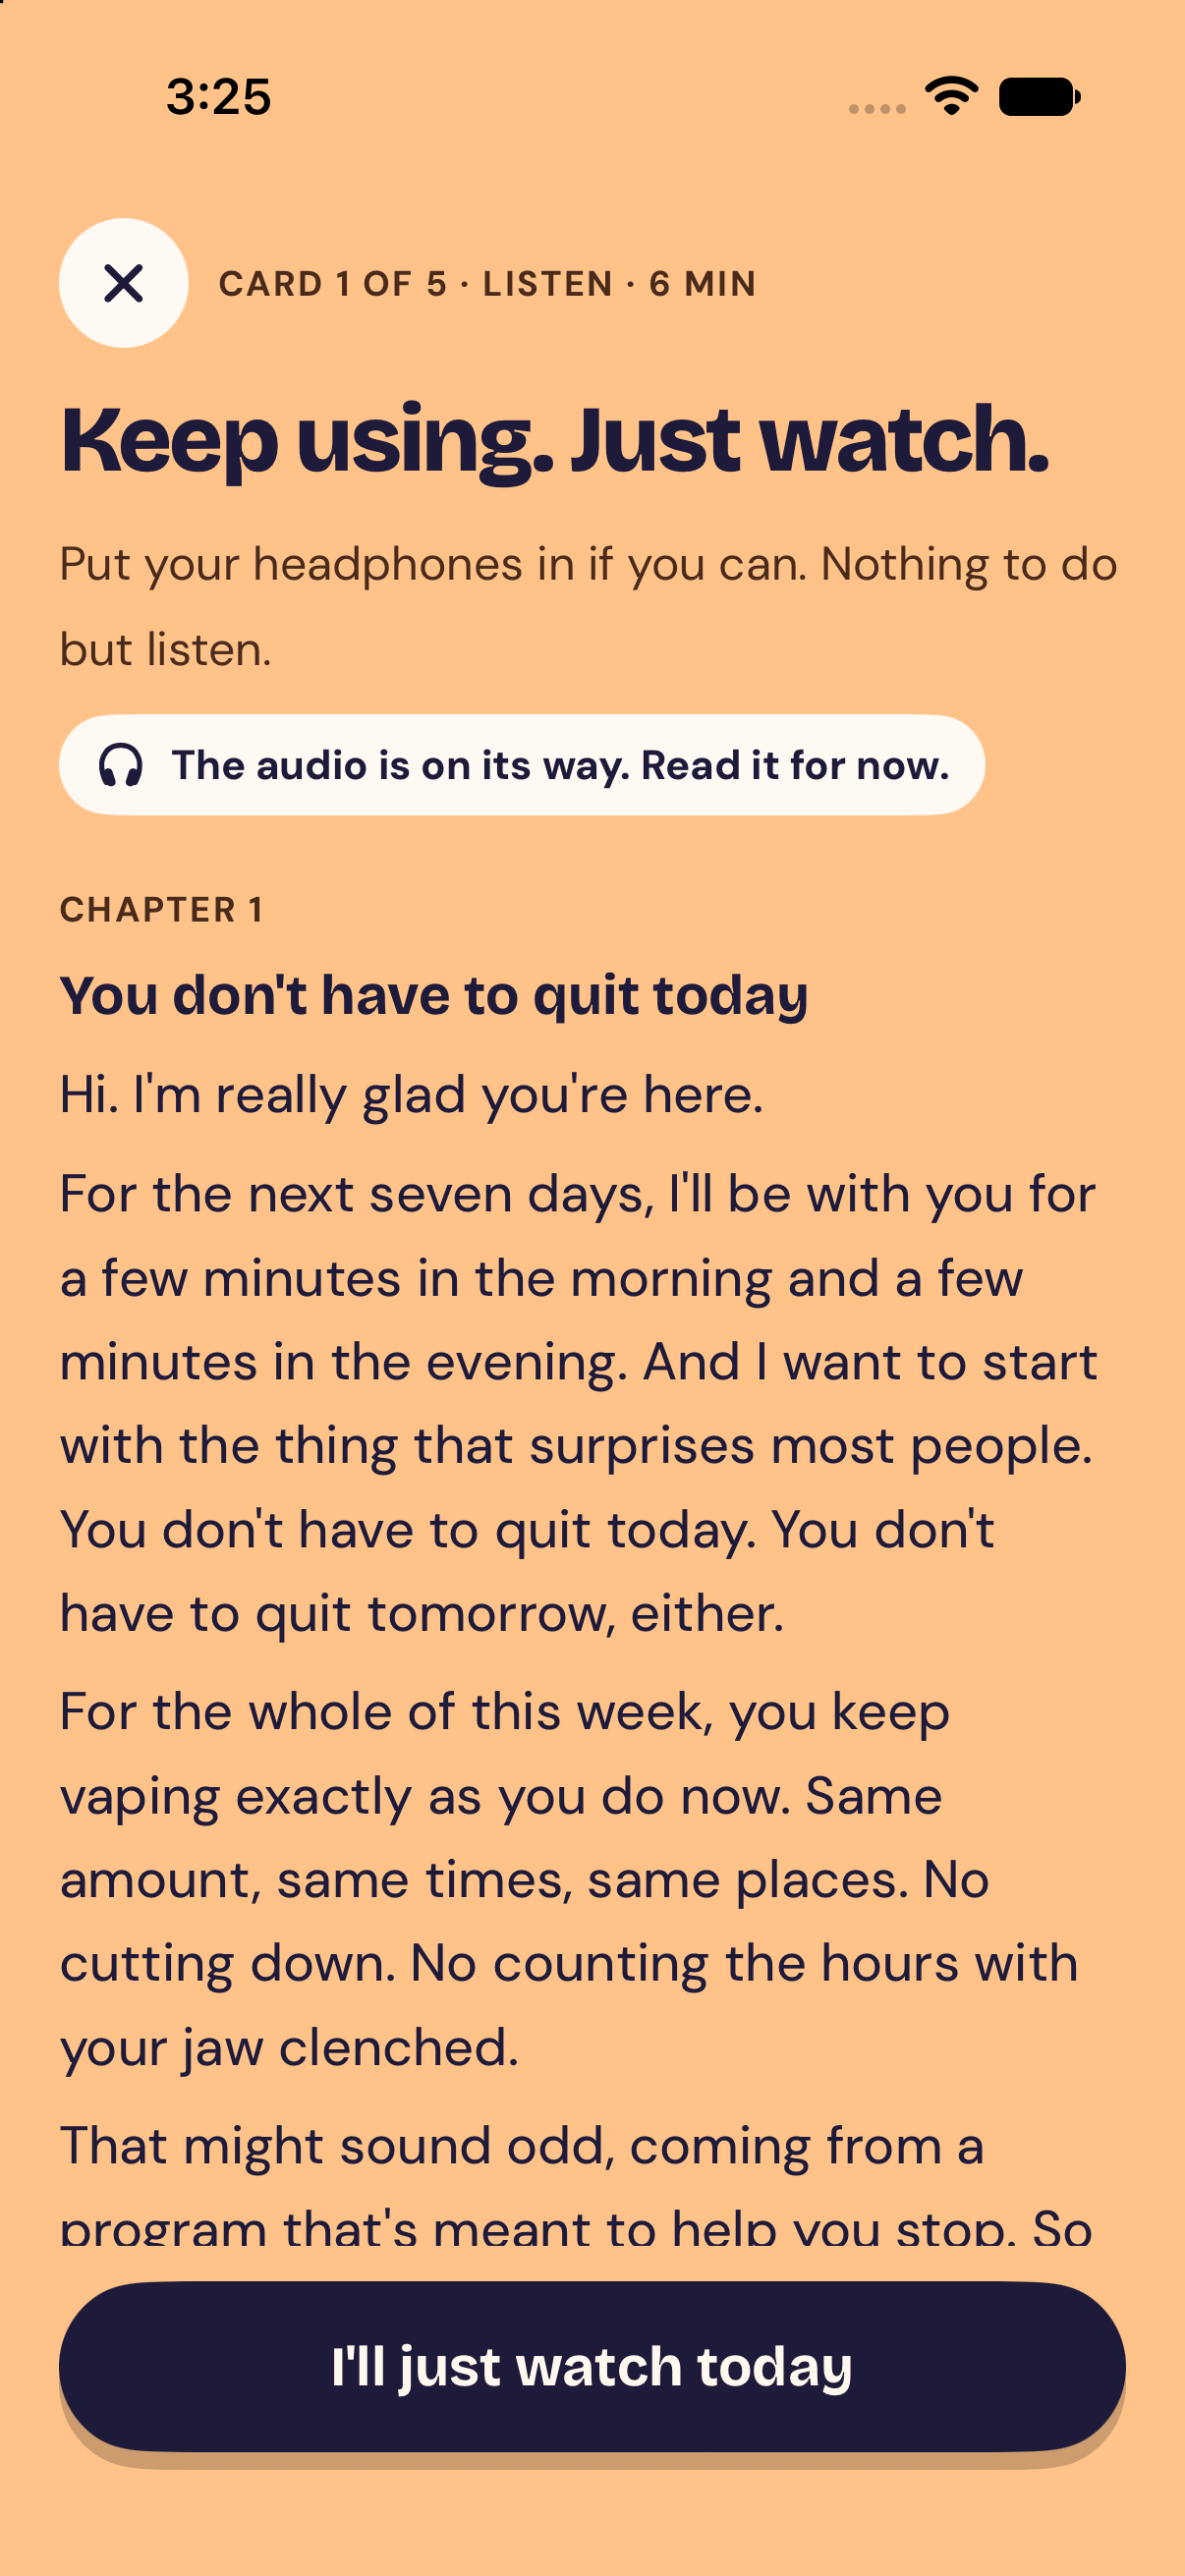 3:25
CARD 1 OF 5 · LISTEN · 6 MIN
Keep using. Just watch.
Put your headphones in if you can. Nothing to do
but listen.
The audio is on its way. Read it for now.
CHAPTER 1
You don't have to quit today
Hi. I'm really glad you're here.
For the next seven days, I'll be with you for
a few minutes in the morning and a few
minutes in the evening. And I want to start
with the thing that surprises most people.
You don't have to quit today. You don't
have to quit tomorrow, either.
For the whole of this week, you keep
vaping exactly as you do now. Same
amount, same times, same places. No
cutting down. No counting the hours with
your jaw clenched.
That might sound odd, coming from a
program that's meant to help you stop. So
I'll just watch today